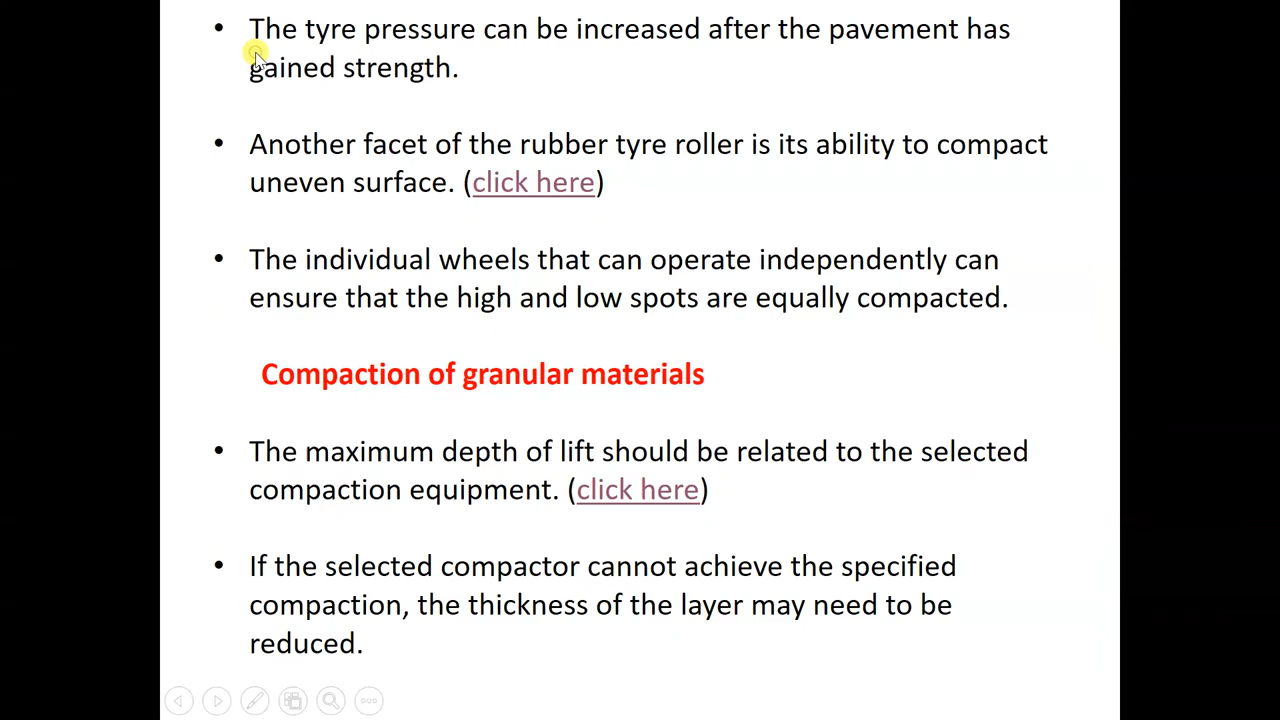 • The tyre pressure can be increased after the pavement has
gained strength.
• Another facet of the rubber tyre roller is its ability to compact
uneven surface. (click here)
• The individual wheels that can operate independently can
ensure that the high and low spots are equally compacted.
Compaction of granular materials
• The maximum depth of lift should be related to the selected
compaction equipment. (click here)
• If the selected compactor cannot achieve the specified
compaction, the thickness of the layer may need to be
reduced.